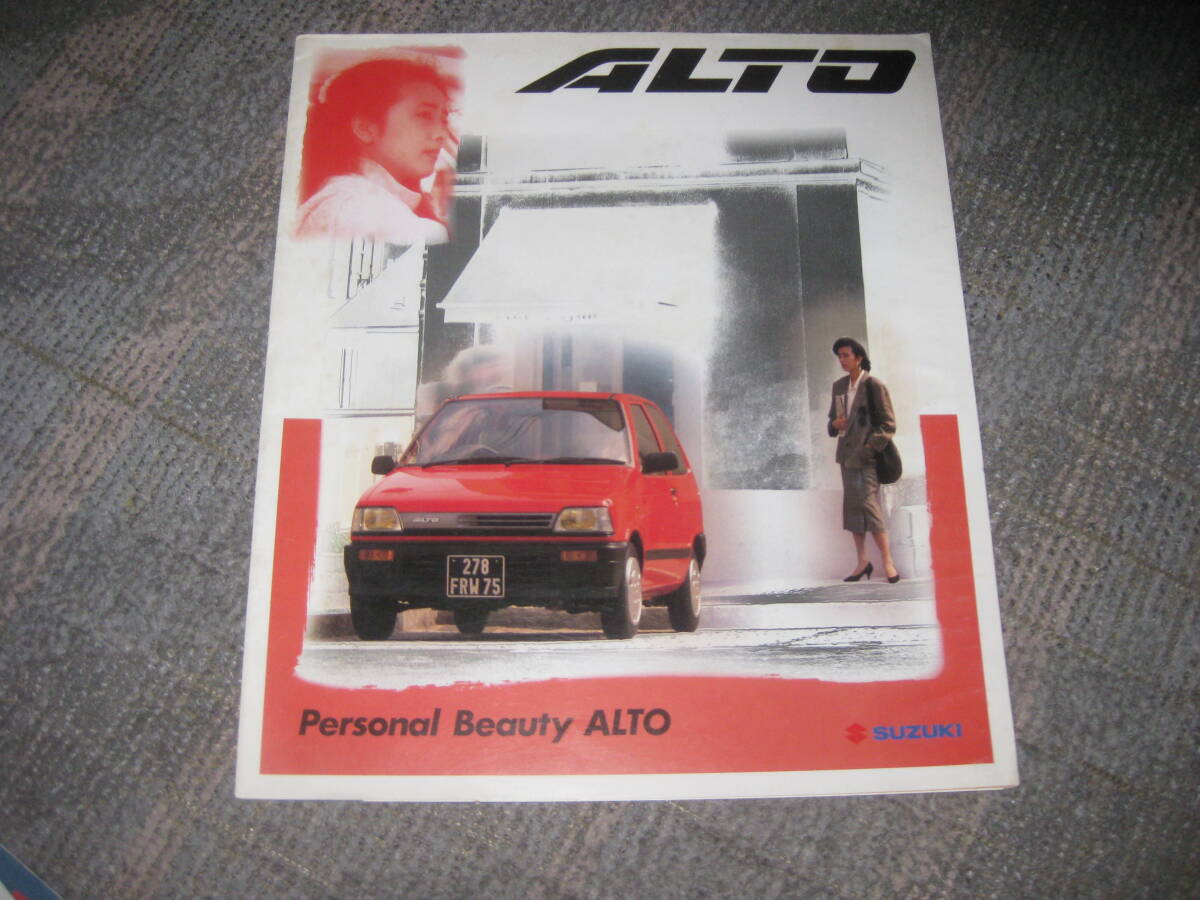 ALTO
ALTO
278
FRW 75
Personal Beauty ALTO
SUZUKI